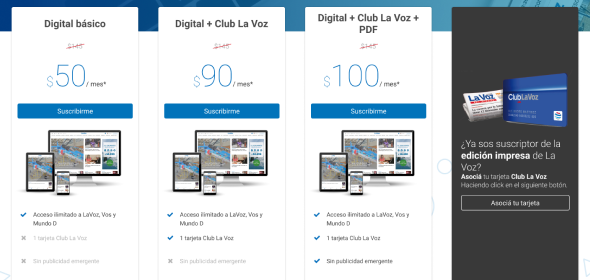 Digital básico
$145
$50/ mes*
Suscribirme
Acceso ilimitado a LaVoz, Vos y
Mundo D
1 tarjeta Club La Voz
Sin publicidad emergente
Digital + Club La Voz
$145
$90/ mes*
Suscribirme
Acceso ilimitado a LaVoz, Vos y
Mundo D
1 tarjeta Club La Voz
Sin publicidad emergente
Digital + Club La Voz +
PDF
$145
$100/ mes*
Suscribirme
Acceso ilimitado a LaVoz, Vos y
Mundo D
1 tarjeta Club La Voz
Sin publicidad emergente
LaVoz
ClubLaVoz
¿Ya sos suscriptor de la
edición impresa de La
Voz?
Asociá tu tarjeta Club La Voz
Haciendo click en el siguiente botón.
Asociá tu tarjeta